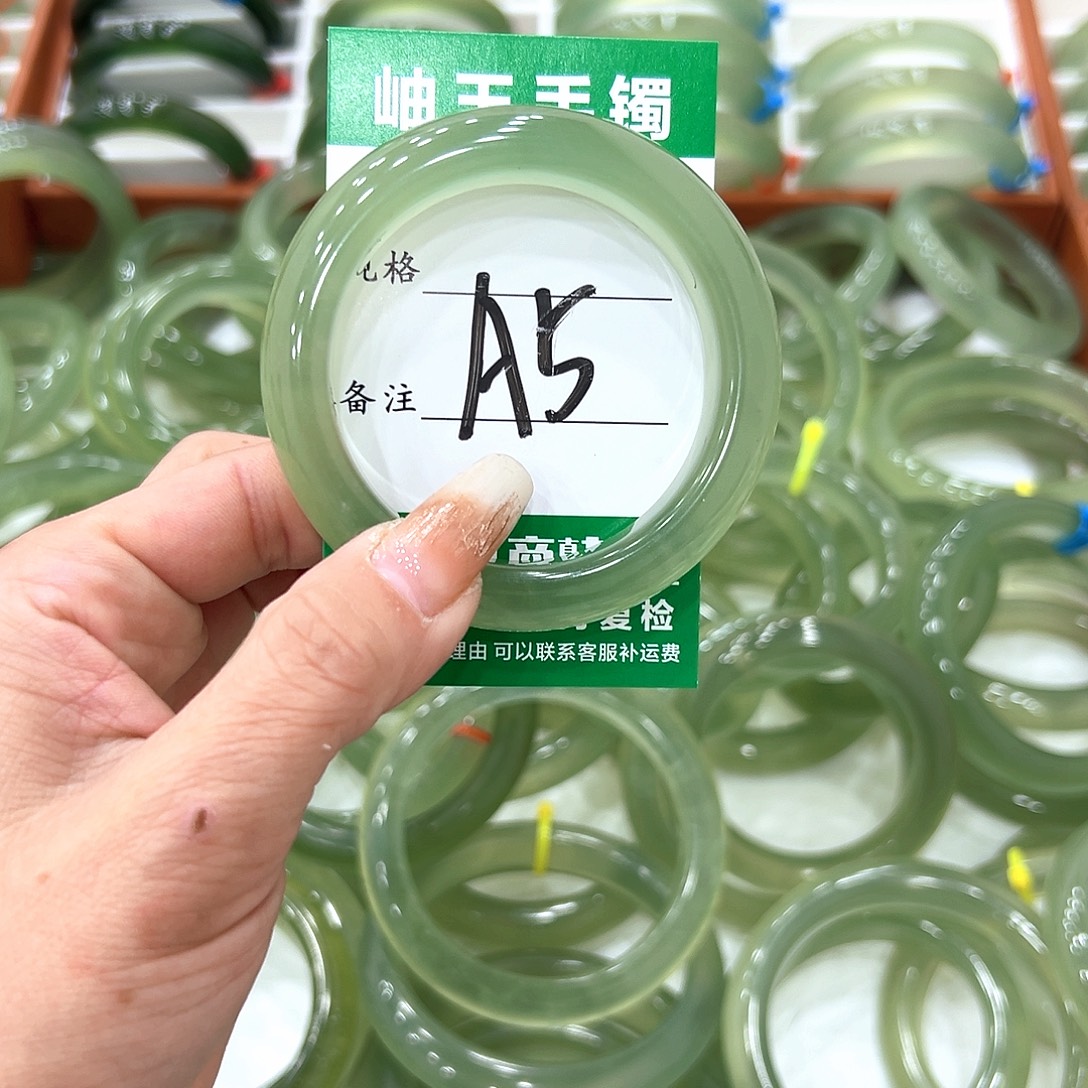 岫玉手镯
规格
A5
备注
复检
理由 可以联系客服补运费